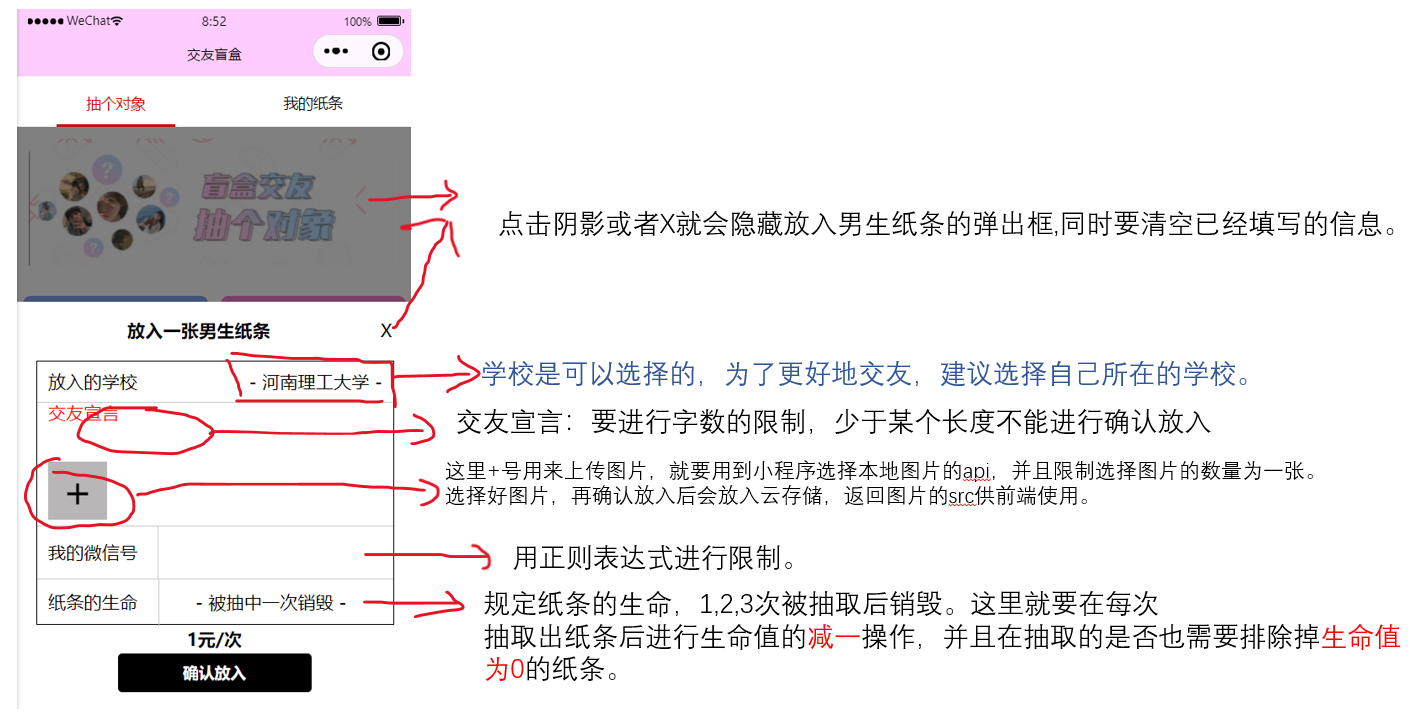 WeChat 8:52 100%
交友盲盒
抽个对象 我的纸条
盲盒交友
抽个对象
点击阴影或者X就会隐藏放入男生纸条的弹出框,同时要清空已经填写的信息。
放入一张男生纸条 X
放入的学校 - 河南理工大学 -
学校是可以选择的，为了更好地交友，建议选择自己所在的学校。
交友宣言
交友宣言：要进行字数的限制，少于某个长度不能进行确认放入
+
这里+号用来上传图片，就要用到小程序选择本地图片的api，并且限制选择图片的数量为一张。
选择好图片，再确认放入后会放入云存储，返回图片的src供前端使用。
我的微信号
用正则表达式进行限制。
纸条的生命 - 被抽中一次销毁 -
规定纸条的生命，1,2,3次被抽取后销毁。这里就要在每次
抽取出纸条后进行生命值的减一操作，并且在抽取的是否也需要排除掉生命值
为0的纸条。
1元/次
确认放入